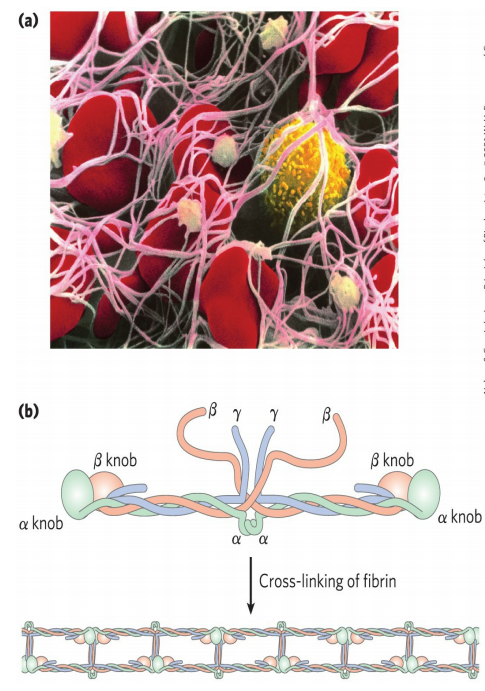 (a)
(b)
β γ γ β
β knob β knob
α knob α knob
α α
Cross-linking of fibrin